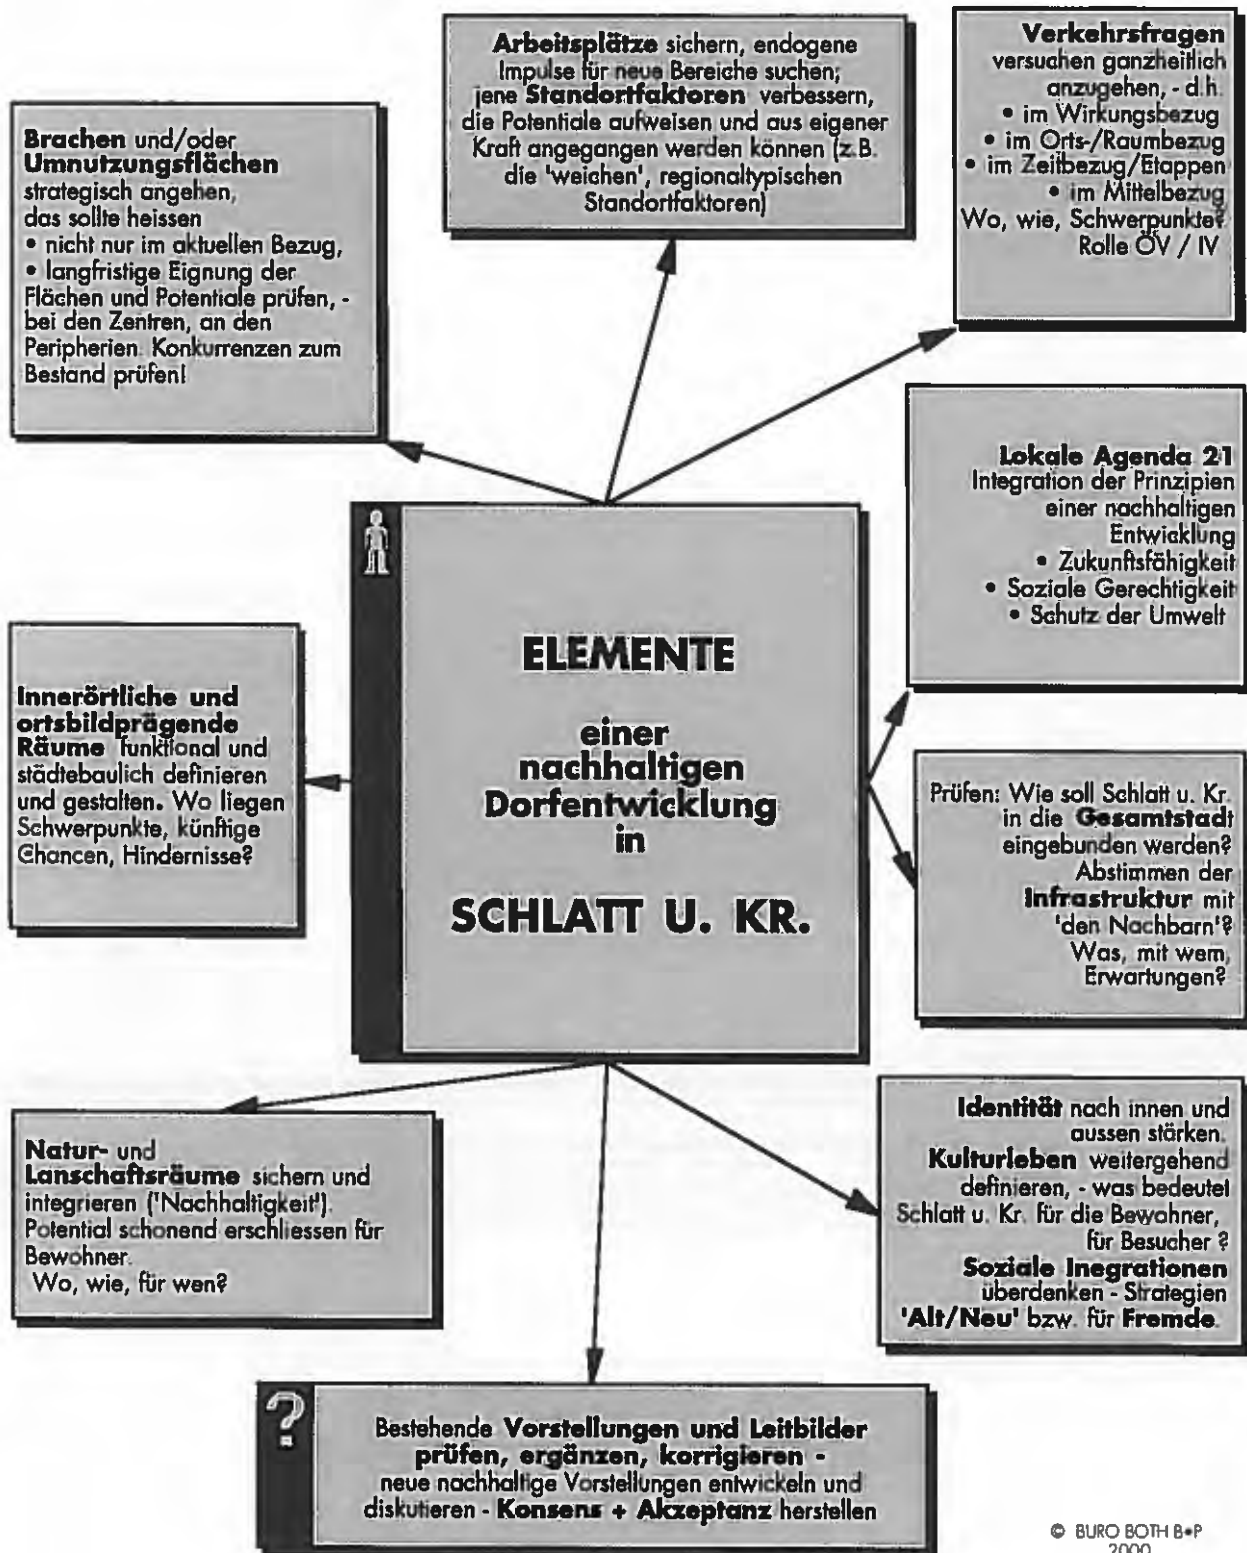 Arbeitsplätze sichern, endogene
Impulse für neue Bereiche suchen;
jene Standortfaktoren verbessern,
die Potentiale aufweisen und aus eigener
Kraft angegangen werden können (z.B.
die 'weichen', regionaltypischen
Standortfaktoren)
Verkehrsfragen
versuchen ganzheitlich
anzugehen, - d.h.
• im Wirkungsbezug
• im Orts-/Raumbezug
• im Zeitbezug/Etappen
• im Mittelbezug
Wo, wie, Schwerpunkte?
Rolle ÖV / IV
Brachen und/oder
Umnutzungsflächen
strategisch angehen,
das sollte heissen
• nicht nur im aktuellen Bezug,
• langfristige Eignung der
Flächen und Potentiale prüfen, -
bei den Zentren, an den
Peripherien. Konkurrenzen zum
Bestand prüfen!
Lokale Agenda 21
Integration der Prinzipien
einer nachhaltigen
Entwicklung
• Zukunftsfähigkeit
• Soziale Gerechtigkeit
• Schutz der Umwelt
ELEMENTE
einer
nachhaltigen
Dorfentwicklung
in
SCHLATT U. KR.
Innerörtliche und
ortsbildprägende
Räume funktional und
städtebaulich definieren
und gestalten. Wo liegen
Schwerpunkte, künftige
Chancen, Hindernisse?
Prüfen: Wie soll Schlatt u. Kr.
in die Gesamtstadt
eingebunden werden?
Abstimmen der
Infrastruktur mit
'den Nachbarn'?
Was, mit wem,
Erwartungen?
Natur- und
Lanschaftsräume sichern und
integrieren ('Nachhaltigkeit').
Potential schonend erschliessen für
Bewohner.
Wo, wie, für wen?
Identität nach innen und
aussen stärken.
Kulturleben weitergehend
definieren, - was bedeutet
Schlatt u. Kr. für die Bewohner,
für Besucher ?
Soziale Inegrationen
überdenken - Strategien
'Alt/Neu' bzw. für Fremde.
?
Bestehende Vorstellungen und Leitbilder
prüfen, ergänzen, korrigieren -
neue nachhaltige Vorstellungen entwickeln und
diskutieren - Konsens + Akzeptanz herstellen
© BURO BOTH B•P
2000